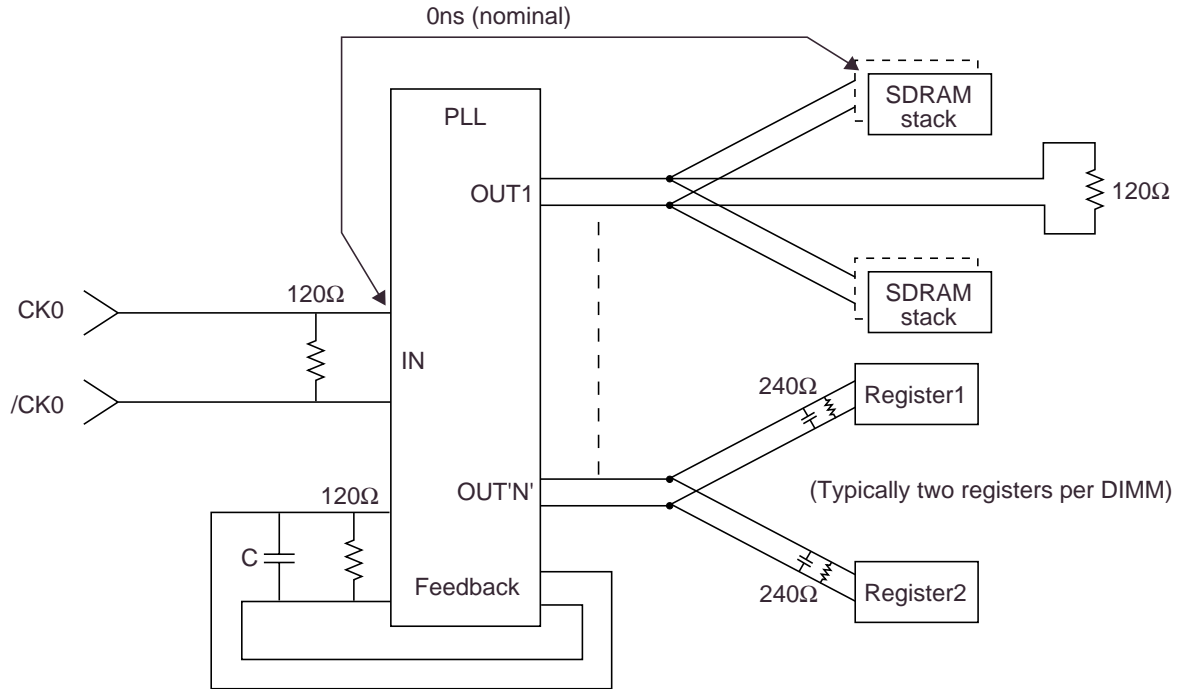 0ns (nominal)
PLL
SDRAM
stack
OUT1
120Ω
SDRAM
stack
CK0
120Ω
IN
/CK0
240Ω
Register1
OUT'N'
(Typically two registers per DIMM)
120Ω
C
Feedback
240Ω
Register2